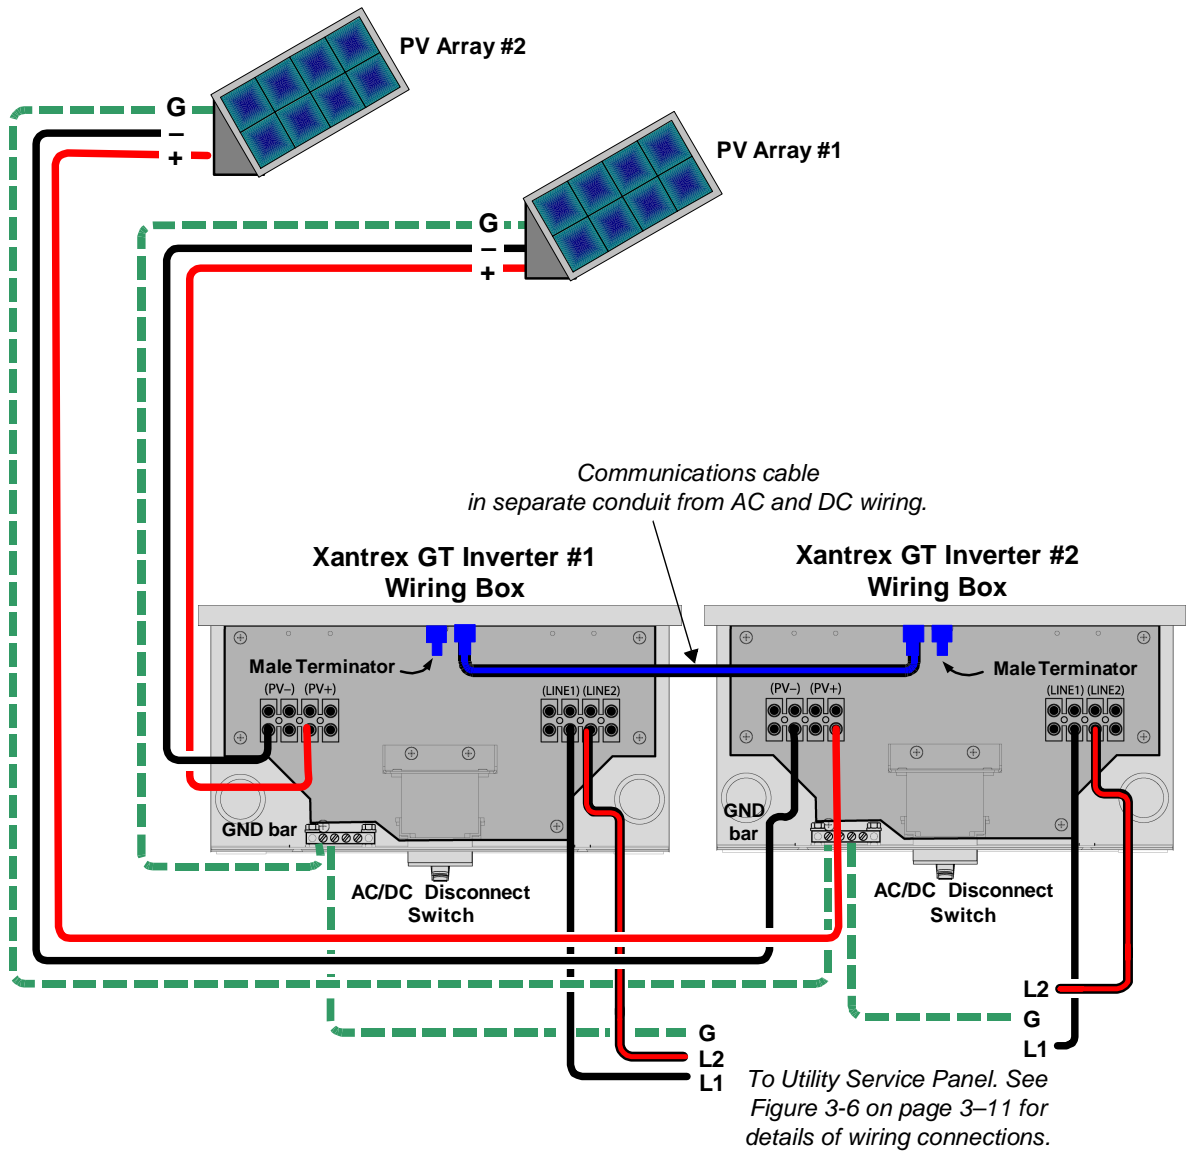 PV Array #2
G
–
+
PV Array #1
G
–
+
Communications cable
in separate conduit from AC and DC wiring.
Xantrex GT Inverter #1
Wiring Box
Xantrex GT Inverter #2
Wiring Box
Male Terminator
(PV–) (PV+)
(LINE1) (LINE2)
GND bar
AC/DC Disconnect
Switch
Male Terminator
(PV–) (PV+)
(LINE1) (LINE2)
GND
bar
AC/DC Disconnect
Switch
L2
G
L1
G
L2
L1
To Utility Service Panel. See
Figure 3-6 on page 3–11 for
details of wiring connections.